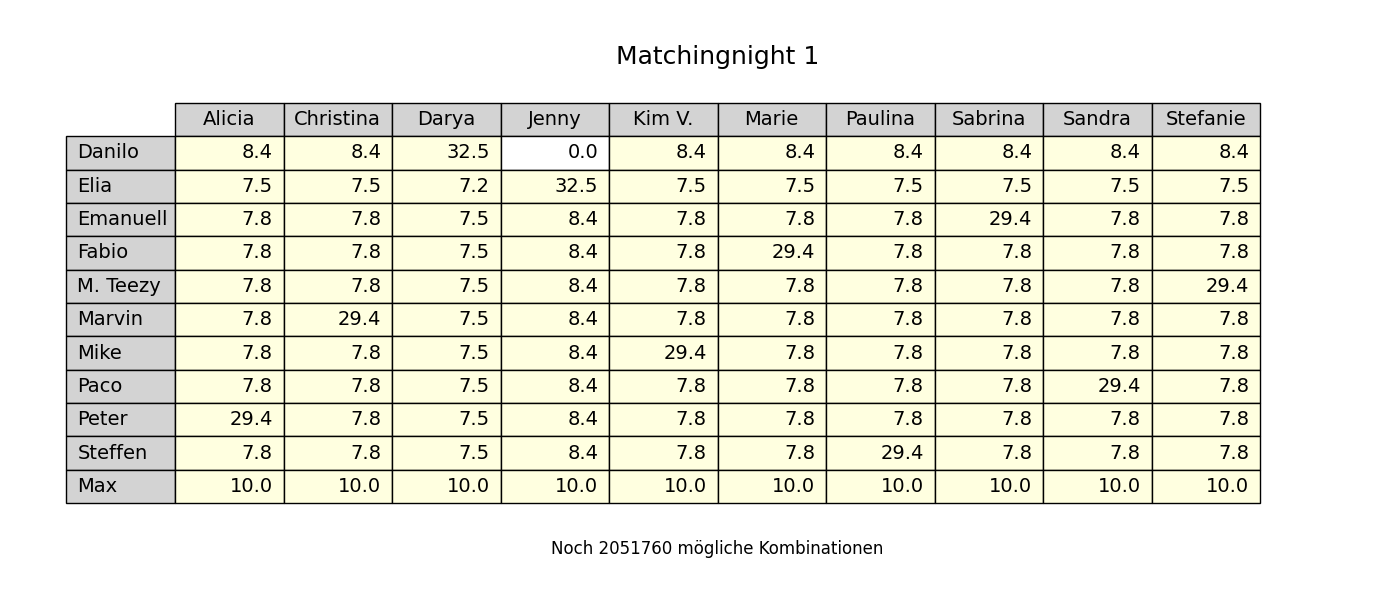 Matchingnight 1
Alicia Christina Darya Jenny Kim V. Marie Paulina Sabrina Sandra Stefanie
Danilo 8.4 8.4 32.5 0.0 8.4 8.4 8.4 8.4 8.4 8.4
Elia 7.5 7.5 7.2 32.5 7.5 7.5 7.5 7.5 7.5 7.5
Emanuell 7.8 7.8 7.5 8.4 7.8 7.8 7.8 29.4 7.8 7.8
Fabio 7.8 7.8 7.5 8.4 7.8 29.4 7.8 7.8 7.8 7.8
M. Teezy 7.8 7.8 7.5 8.4 7.8 7.8 7.8 7.8 7.8 29.4
Marvin 7.8 29.4 7.5 8.4 7.8 7.8 7.8 7.8 7.8 7.8
Mike 7.8 7.8 7.5 8.4 29.4 7.8 7.8 7.8 7.8 7.8
Paco 7.8 7.8 7.5 8.4 7.8 7.8 7.8 7.8 29.4 7.8
Peter 29.4 7.8 7.5 8.4 7.8 7.8 7.8 7.8 7.8 7.8
Steffen 7.8 7.8 7.5 8.4 7.8 7.8 29.4 7.8 7.8 7.8
Max 10.0 10.0 10.0 10.0 10.0 10.0 10.0 10.0 10.0 10.0
Noch 2051760 mögliche Kombinationen